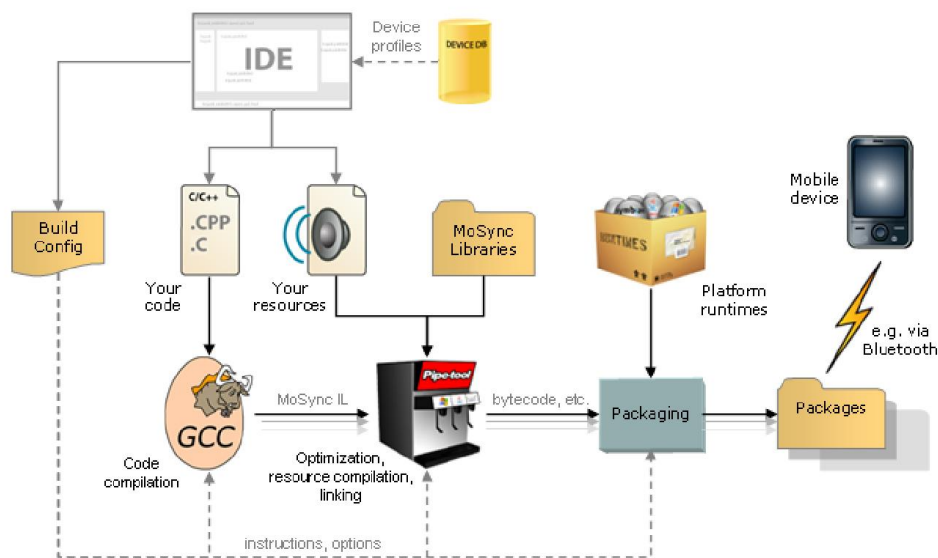 Device
profiles
DEVICE DB
IDE
C/C++
.CPP
.C
Build
Config
MoSync
Libraries
Mobile
device
Your
code
Your
resources
Platform
runtimes
e.g. via
Bluetooth
Pipe-tool
GCC
MoSync IL
bytecode, etc.
Packaging
Packages
Code
compilation
Optimization,
resource compilation,
linking
instructions, options